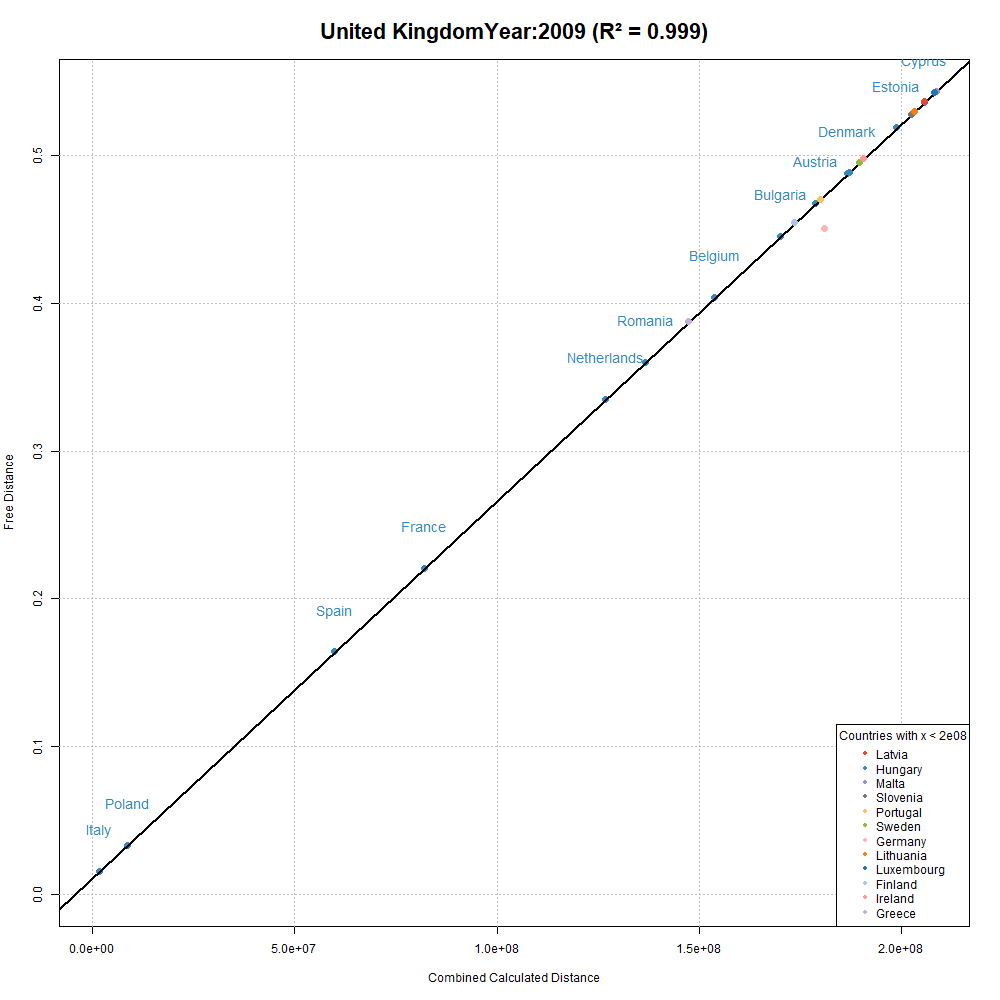 United KingdomYear:2009 (R² = 0.999)
Cyprus
Estonia
Denmark
Austria
Bulgaria
Belgium
Romania
Netherlands
France
Spain
Poland
Italy
0.5
0.4
0.3
0.2
0.1
0.0
Free Distance
Countries with x < 2e08
Latvia
Hungary
Malta
Slovenia
Portugal
Sweden
Germany
Lithuania
Luxembourg
Finland
Ireland
Greece
0.0e+00 5.0e+07 1.0e+08 1.5e+08 2.0e+08
Combined Calculated Distance